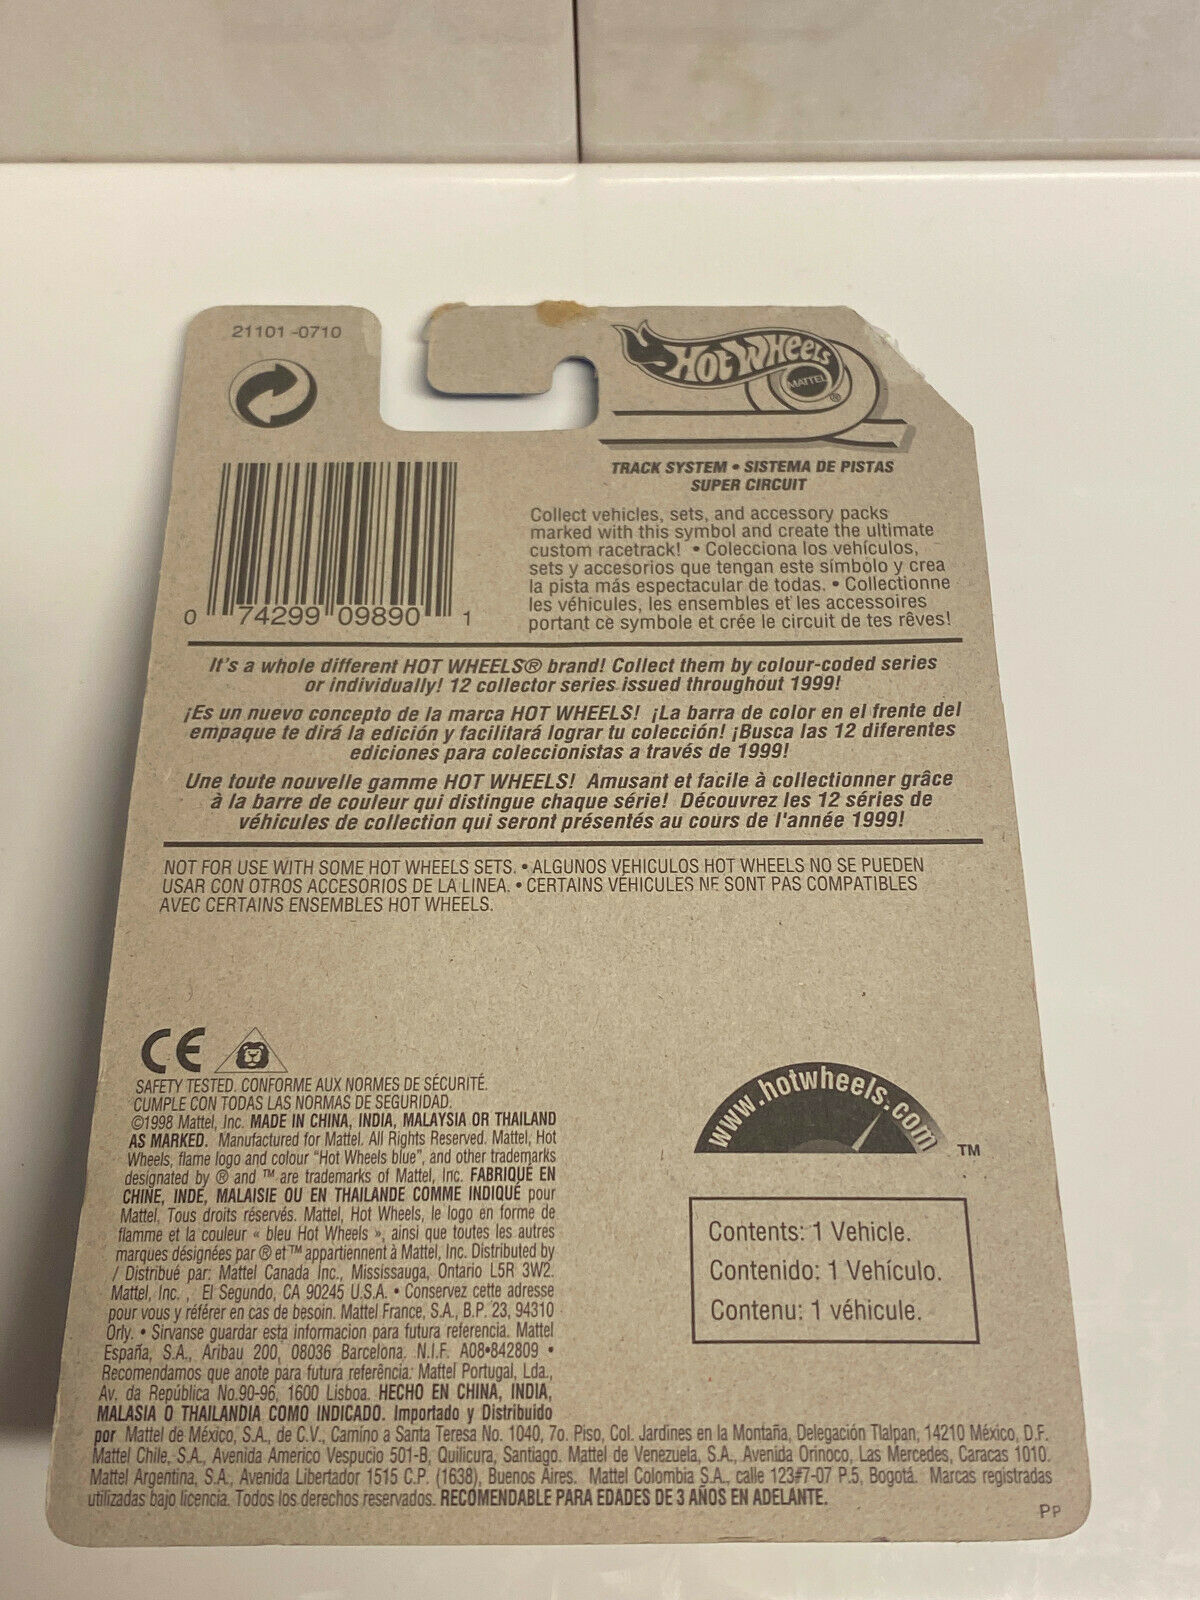 21101-0710
HOT WHEELS
MATTEL
®
TRACK SYSTEM • SISTEMA DE PISTAS
SUPER CIRCUIT
Collect vehicles, sets, and accessory packs
marked with this symbol and create the ultimate
custom racetrack! • Colecciona los vehículos,
sets y accesorios que tengan este símbolo y crea
la pista más espectacular de todas. • Collectionne
les véhicules, les ensembles et les accessoires
portant ce symbole et crée le circuit de tes rêves!
0 74299 09890 1
It's a whole different HOT WHEELS® brand! Collect them by colour-coded series
or individually! 12 collector series issued throughout 1999!
¡Es un nuevo concepto de la marca HOT WHEELS! ¡La barra de color en el frente del
empaque te dirá la edición y facilitará lograr tu colección! ¡Busca las 12 diferentes
ediciones para coleccionistas a través de 1999!
Une toute nouvelle gamme HOT WHEELS! Amusant et facile à collectionner grâce
à la barre de couleur qui distingue chaque série! Découvrez les 12 séries de
véhicules de collection qui seront présentés au cours de l'année 1999!
NOT FOR USE WITH SOME HOT WHEELS SETS. • ALGUNOS VEHICULOS HOT WHEELS NO SE PUEDEN
USAR CON OTROS ACCESORIOS DE LA LINEA. • CERTAINS VÉHICULES NE SONT PAS COMPATIBLES
AVEC CERTAINS ENSEMBLES HOT WHEELS.
CE
SAFETY TESTED. CONFORME AUX NORMES DE SÉCURITÉ.
CUMPLE CON TODAS LAS NORMAS DE SEGURIDAD.
©1998 Mattel, Inc. MADE IN CHINA, INDIA, MALAYSIA OR THAILAND
AS MARKED. Manufactured for Mattel. All Rights Reserved. Mattel, Hot
Wheels, flame logo and colour "Hot Wheels blue", and other trademarks
designated by ® and ™ are trademarks of Mattel, Inc. FABRIQUÉ EN
CHINE, INDE, MALAISIE OU EN THAILANDE COMME INDIQUÉ pour
Mattel. Tous droits réservés. Mattel, Hot Wheels, le logo en forme de
flamme et la couleur « bleu Hot Wheels », ainsi que toutes les autres
marques désignées par ® et ™ appartiennent à Mattel, Inc. Distributed by
/ Distribué par: Mattel Canada Inc., Mississauga, Ontario L5R 3W2.
Mattel, Inc., El Segundo, CA 90245 U.S.A. • Conservez cette adresse
pour vous y référer en cas de besoin. Mattel France, S.A., B.P. 23, 94310
Orly. • Sirvanse guardar esta informacion para futura referencia. Mattel
España, S.A., Aribau 200, 08036 Barcelona. N.I.F. A08•842809 •
Recomendamos que anote para futura referência: Mattel Portugal, Lda.,
Av. da República No.90-96, 1600 Lisboa. HECHO EN CHINA, INDIA,
MALASIA O THAILANDIA COMO INDICADO. Importado y Distribuido
por Mattel de México, S.A., de C.V., Camino a Santa Teresa No. 1040, 7o. Piso, Col. Jardines en la Montaña, Delegación Tlalpan, 14210 México, D.F.
Mattel Chile, S.A., Avenida Americo Vespucio 501-B, Quilicura, Santiago. Mattel de Venezuela, S.A., Avenida Orinoco, Las Mercedes, Caracas 1010.
Mattel Argentina, S.A., Avenida Libertador 1515 C.P. (1638), Buenos Aires. Mattel Colombia S.A., calle 123#7-07 P.5, Bogotá. Marcas registradas
utilizadas bajo licencia. Todos los derechos reservados. RECOMENDABLE PARA EDADES DE 3 AÑOS EN ADELANTE.
www.hotwheels.com
™
Contents: 1 Vehicle.
Contenido: 1 Vehículo.
Contenu: 1 véhicule.
PP